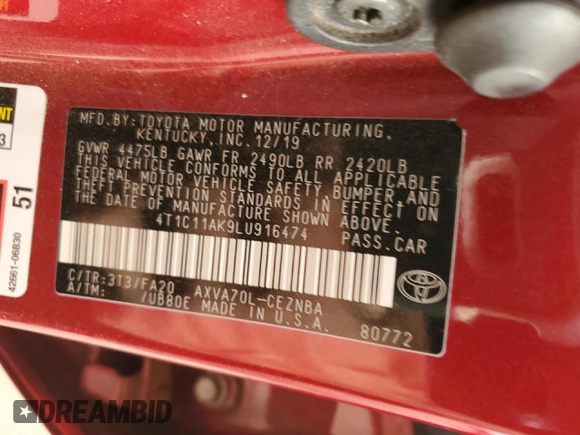 MFD.BY:TOYOTA MOTOR MANUFACTURING,
KENTUCKY, INC.12/19
GVWR 4475LB GAWR FR 2490LB RR 2420LB
THIS VEHICLE CONFORMS TO ALL APPLICABLE
FEDERAL MOTOR VEHICLE SAFETY, BUMPER, AND
THEFT PREVENTION STANDARDS IN EFFECT ON
THE DATE OF MANUFACTURE SHOWN ABOVE.
4T1C11AK9LU916474 PASS.CAR
C/TR:3T3/FA20 AXVA70L-CEZNBA
A/TM: /UB80E MADE IN U.S.A.
80772
51
42661-06B30
3
DREAMBID